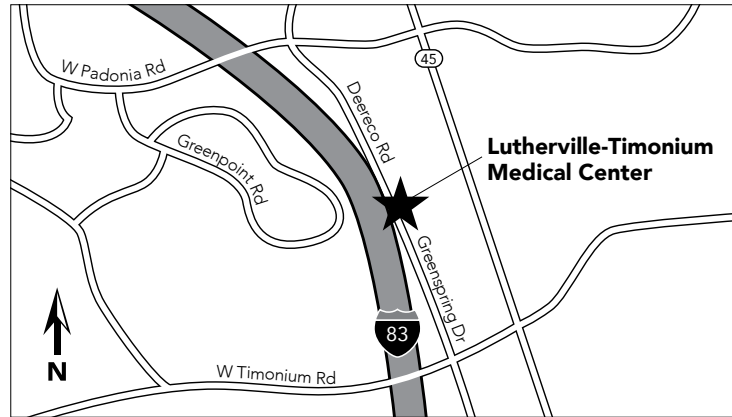 45
W Padonia Rd
Deereco Rd
Lutherville-Timonium
Medical Center
Greenpoint Rd
Greenspring Dr
83
N
W Timonium Rd